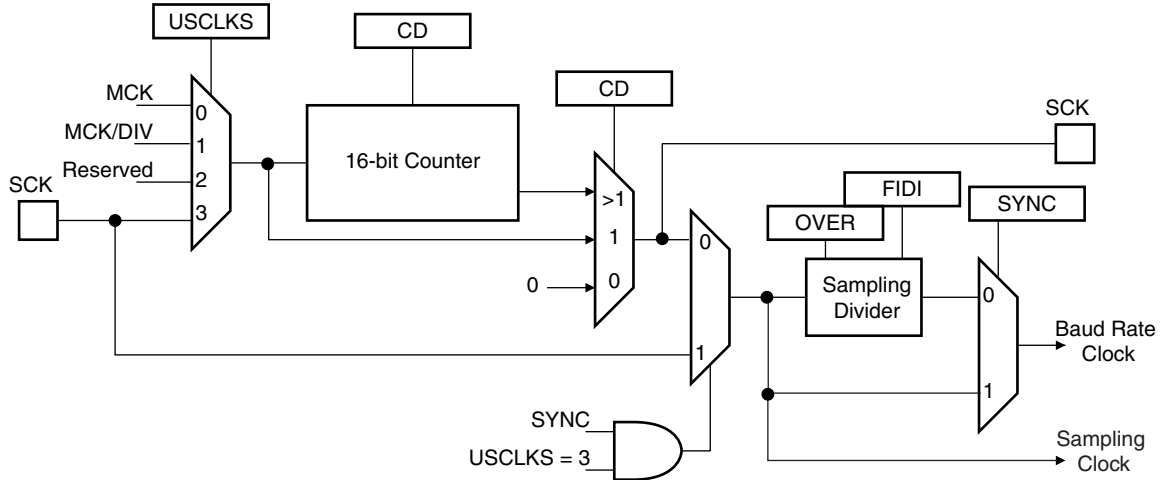 USCLKS
CD
CD
MCK
MCK/DIV
Reserved
SCK
0
1
2
3
16-bit Counter
>1
1
0
0
SCK
FIDI
OVER
SYNC
0
1
Sampling
Divider
0
1
Baud Rate
Clock
SYNC
USCLKS = 3
Sampling
Clock